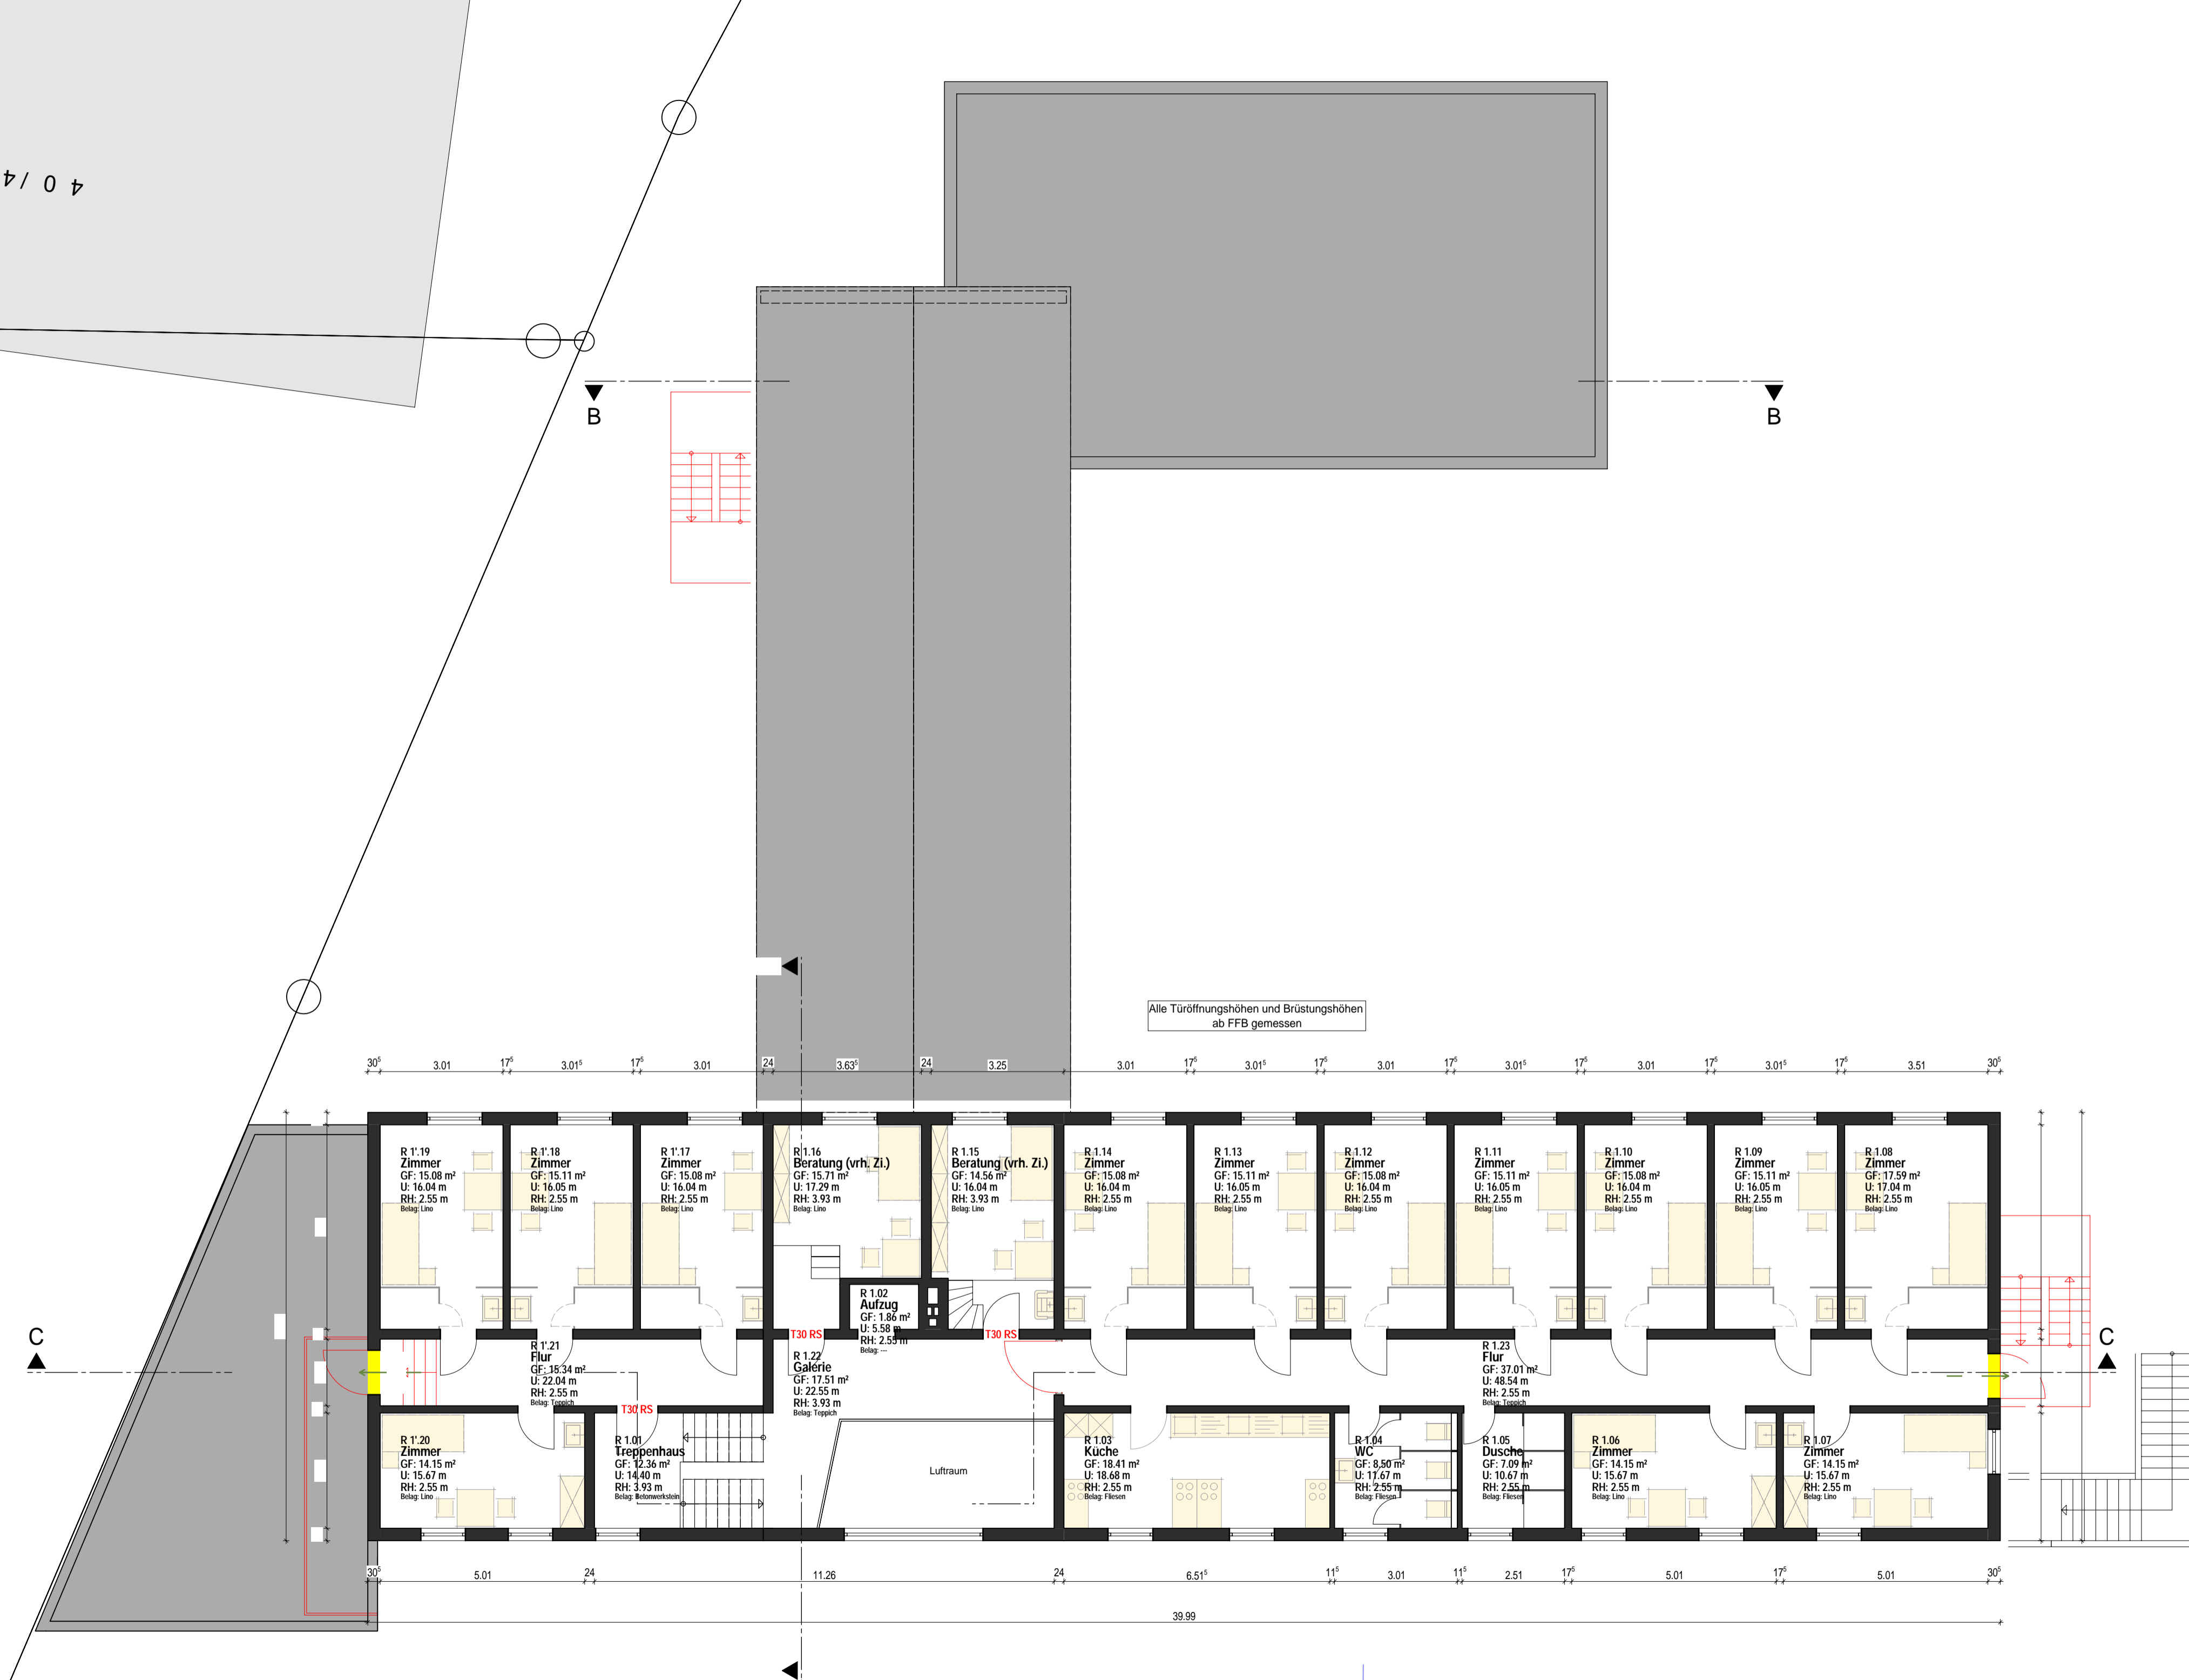 4 0 /4
B
B
Alle Türöffnungshöhen und Brüstungshöhen
ab FFB gemessen
30⁵ 3.01 17⁵ 3.01⁵ 17⁵ 3.01 24 3.63⁵ 24 3.25 3.01 17⁵ 3.01⁵ 17⁵ 3.01 17⁵ 3.01⁵ 17⁵ 3.01 17⁵ 3.01⁵ 17⁵ 3.51 30⁵
R 1'.19
Zimmer
GF: 15.08 m²
U: 16.04 m
RH: 2.55 m
Belag: Lino
R 1'.18
Zimmer
GF: 15.11 m²
U: 16.05 m
RH: 2.55 m
Belag: Lino
R 1'.17
Zimmer
GF: 15.08 m²
U: 16.04 m
RH: 2.55 m
Belag: Lino
R 1.16
Beratung (vrh. Zi.)
GF: 15.71 m²
U: 17.29 m
RH: 3.93 m
Belag: Lino
R 1.15
Beratung (vrh. Zi.)
GF: 14.56 m²
U: 16.04 m
RH: 3.93 m
Belag: Lino
R 1.14
Zimmer
GF: 15.08 m²
U: 16.04 m
RH: 2.55 m
Belag: Lino
R 1.13
Zimmer
GF: 15.11 m²
U: 16.05 m
RH: 2.55 m
Belag: Lino
R 1.12
Zimmer
GF: 15.08 m²
U: 16.04 m
RH: 2.55 m
Belag: Lino
R 1.11
Zimmer
GF: 15.11 m²
U: 16.05 m
RH: 2.55 m
Belag: Lino
R 1.10
Zimmer
GF: 15.08 m²
U: 16.04 m
RH: 2.55 m
Belag: Lino
R 1.09
Zimmer
GF: 15.11 m²
U: 16.05 m
RH: 2.55 m
Belag: Lino
R 1.08
Zimmer
GF: 17.59 m²
U: 17.04 m
RH: 2.55 m
Belag: Lino
R 1.02
Aufzug
GF: 1.86 m²
U: 5.58 m
RH: 2.55 m
Belag: ---
T30 RS
T30 RS
C
C
R 1'.21
Flur
GF: 15.34 m²
U: 22.04 m
RH: 2.55 m
Belag: Teppich
R 1.22
Galerie
GF: 17.51 m²
U: 22.55 m
RH: 3.93 m
Belag: Teppich
R 1.23
Flur
GF: 37.01 m²
U: 48.54 m
RH: 2.55 m
Belag: Teppich
T30 RS
R 1'.20
Zimmer
GF: 14.15 m²
U: 15.67 m
RH: 2.55 m
Belag: Lino
R 1.01
Treppenhaus
GF: 12.36 m²
U: 14.40 m
RH: 3.93 m
Belag: Betonwerkstein
Luftraum
R 1.03
Küche
GF: 18.41 m²
U: 18.68 m
RH: 2.55 m
Belag: Fliesen
R 1.04
WC
GF: 8,50 m²
U: 11.67 m
RH: 2.55 m
Belag: Fliesen
R 1.05
Dusche
GF: 7.09 m²
U: 10.67 m
RH: 2.55 m
Belag: Fliesen
R 1.06
Zimmer
GF: 14.15 m²
U: 15.67 m
RH: 2.55 m
Belag: Lino
R 1.07
Zimmer
GF: 14.15 m²
U: 15.67 m
RH: 2.55 m
Belag: Lino
30⁵ 5.01 24 11.26 24 6.51⁵ 11⁵ 3.01 11⁵ 2.51 17⁵ 5.01 17⁵ 5.01 30⁵
39.99